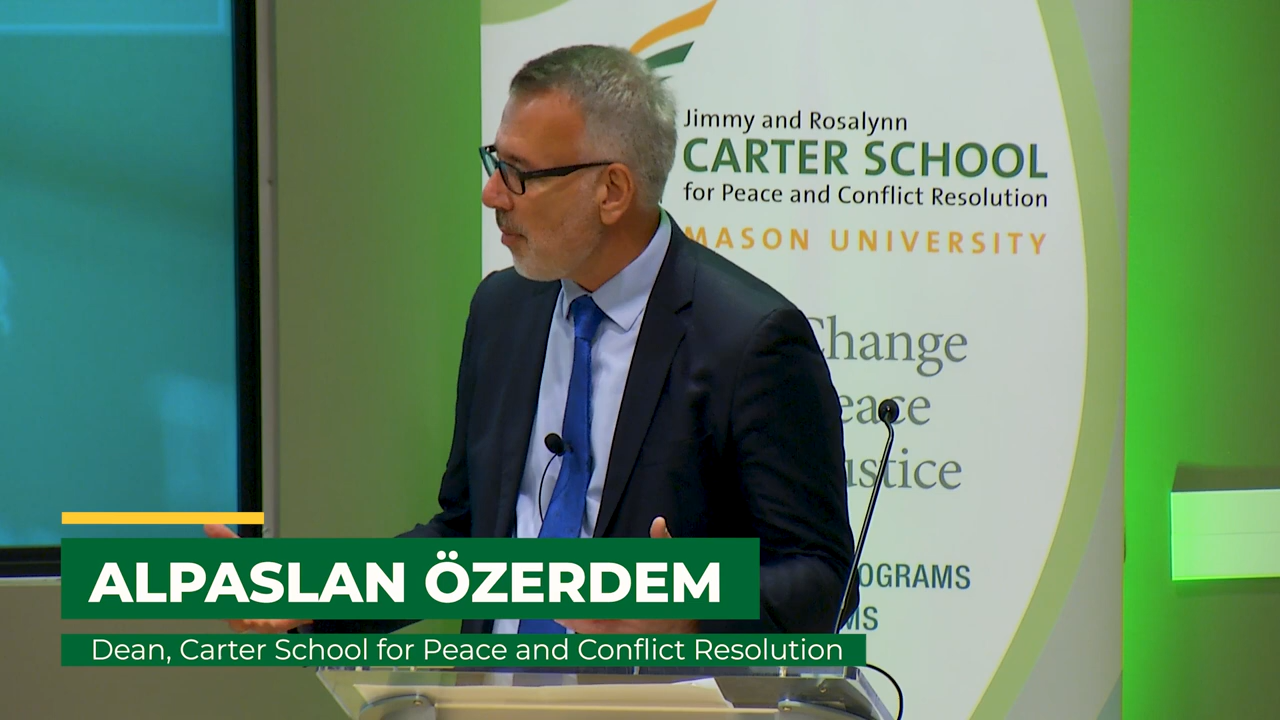 Jimmy and Rosalynn
CARTER SCHOOL
for Peace and Conflict Resolution
MASON UNIVERSITY
Change
eace
ustice
OGRAMS
MS
ALPASLAN ÖZERDEM
Dean, Carter School for Peace and Conflict Resolution